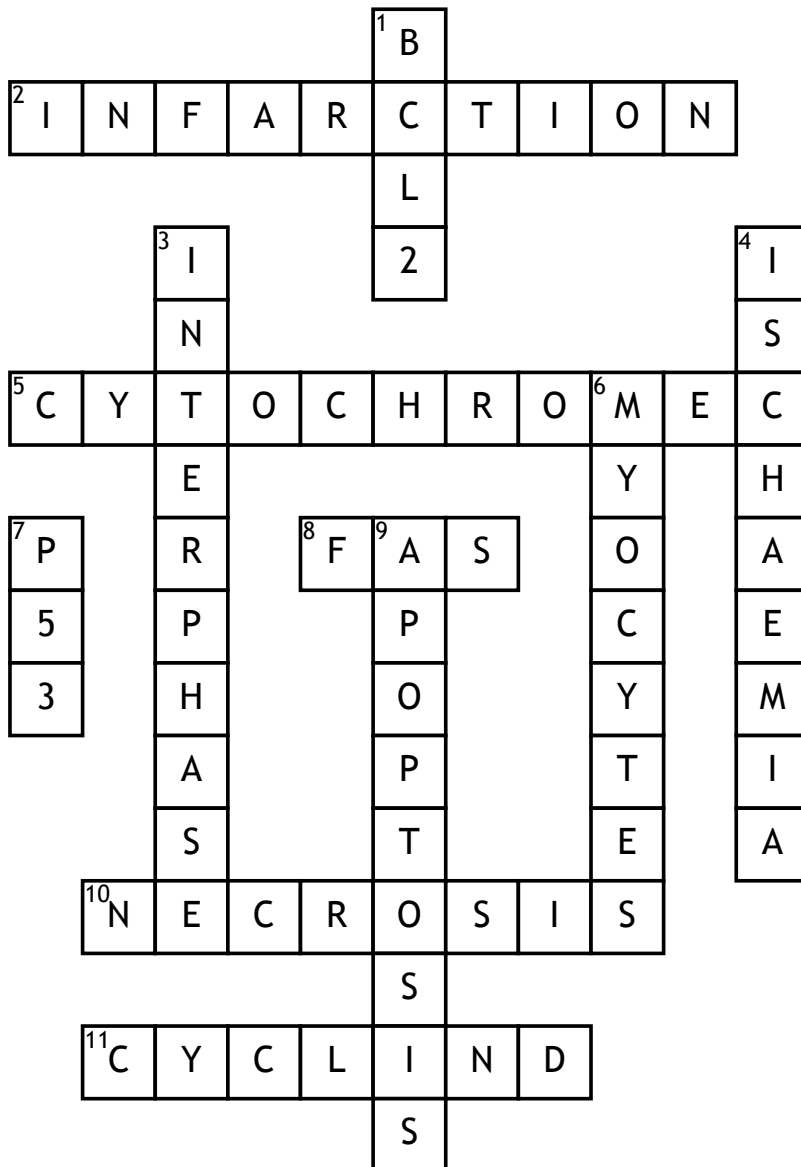 1 B
2 I N F A R C T I O N
L
3 I 2 4 I
N S
5 C Y T O C H R O 6 M E C
E Y H
7 P R 8 F 9 A S O A
5 P P C E
3 H O Y M
A P T I
S T E A
10 N E C R O S I S
S
11 C Y C L I N D
S